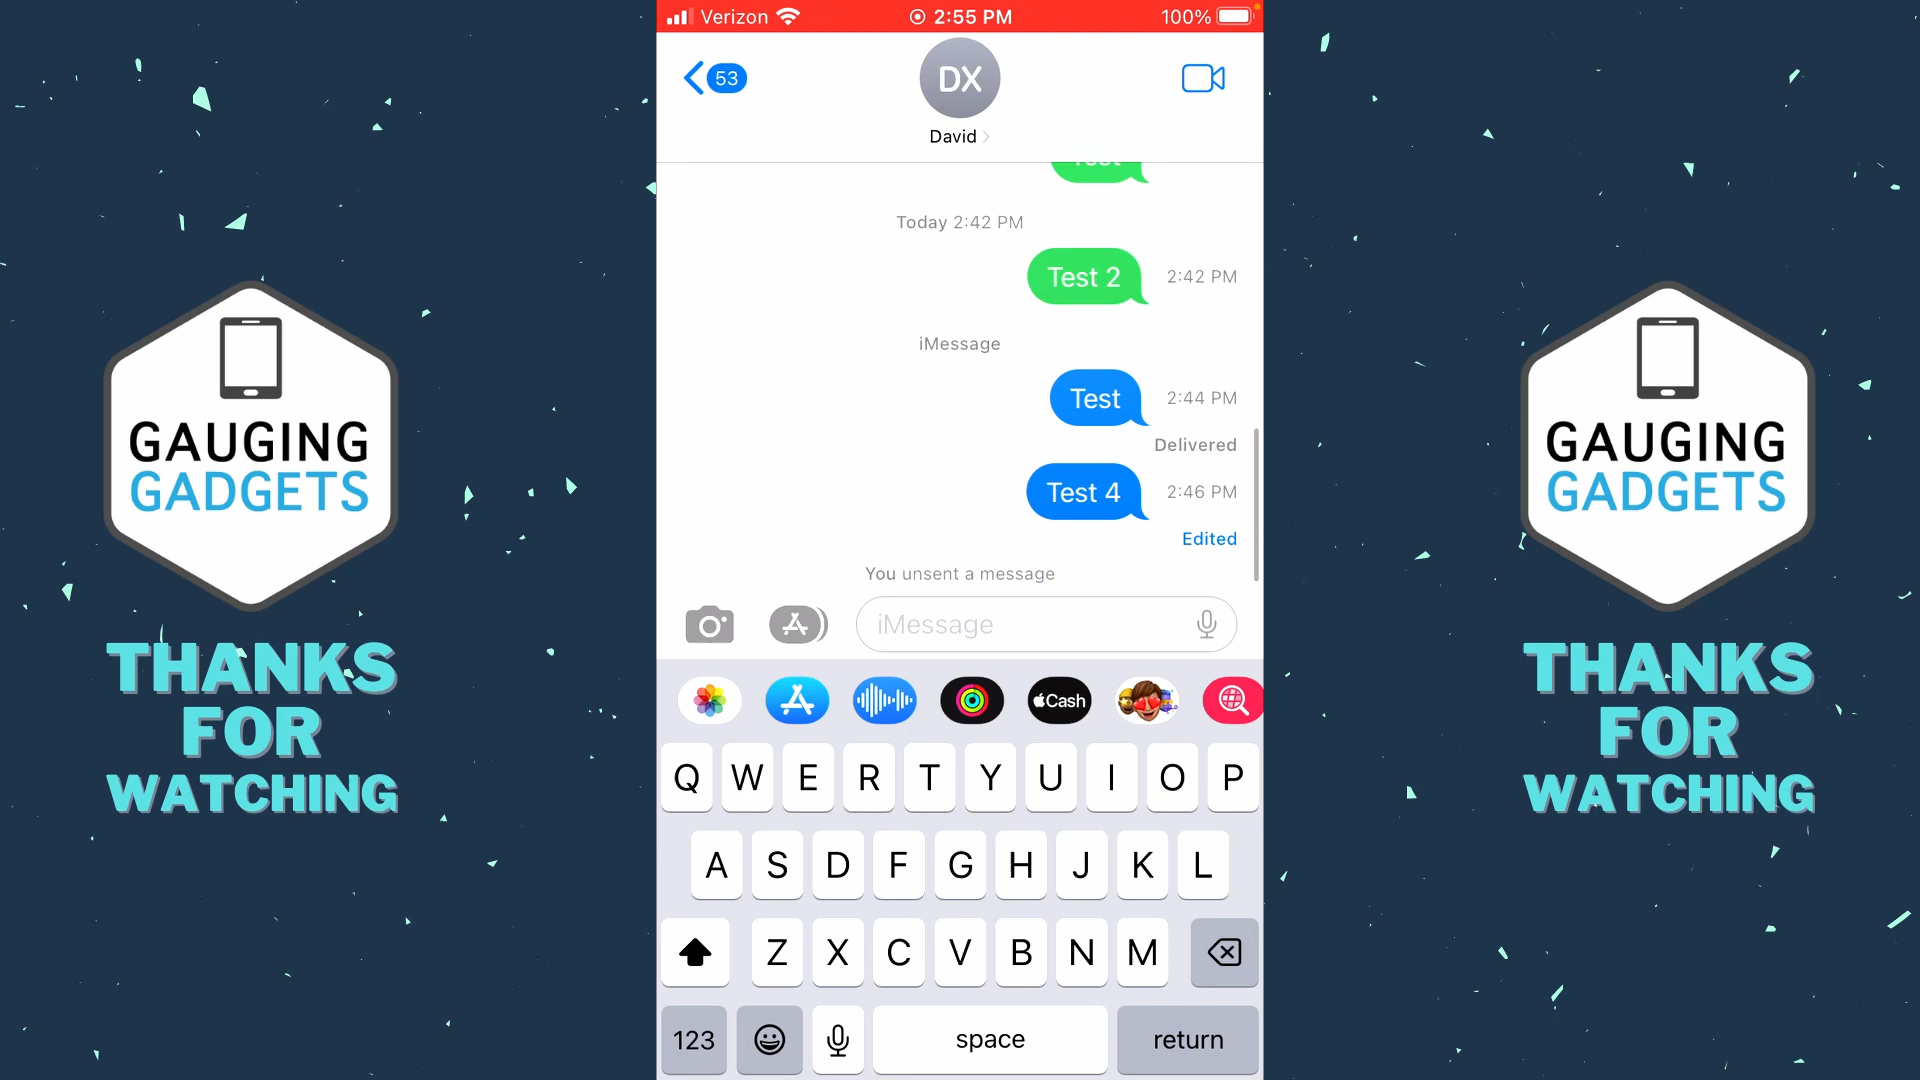 Verizon 2:55 PM 100%
53
DX
David
Test
Today 2:42 PM
Test 2 2:42 PM
iMessage
Test 2:44 PM
Delivered
Test 4 2:46 PM
Edited
You unsent a message
iMessage
Cash
Q W E R T Y U I O P
A S D F G H J K L
Z X C V B N M
123 space return
GAUGING
GADGETS
THANKS
FOR
WATCHING
GAUGING
GADGETS
THANKS
FOR
WATCHING